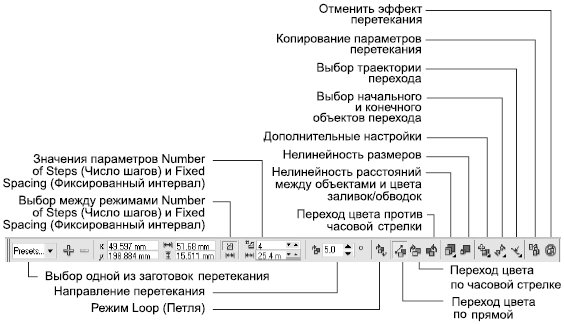 Отменить эффект
перетекания
Копирование параметров
перетекания
Выбор траектории
перехода
Выбор начального
и конечного
объектов перехода
Дополнительные настройки
Нелинейность размеров
Нелинейность расстояний
между объектами и цвета
заливок/обводок
Переход цвета против
часовой стрелки
Значения параметров Number
of Steps (Число шагов) и Fixed
Spacing (Фиксированный интервал)
Выбор между режимами Number
of Steps (Число шагов) и Fixed
Spacing (Фиксированный интервал)
Presets... x: 49.597 mm 51.68 mm 4 5.0 °
y: 198.884 mm 15.511 mm 25.4 m
Выбор одной из заготовок перетекания
Направление перетекания
Режим Loop (Петля)
Переход цвета
по часовой стрелке
Переход цвета
по прямой